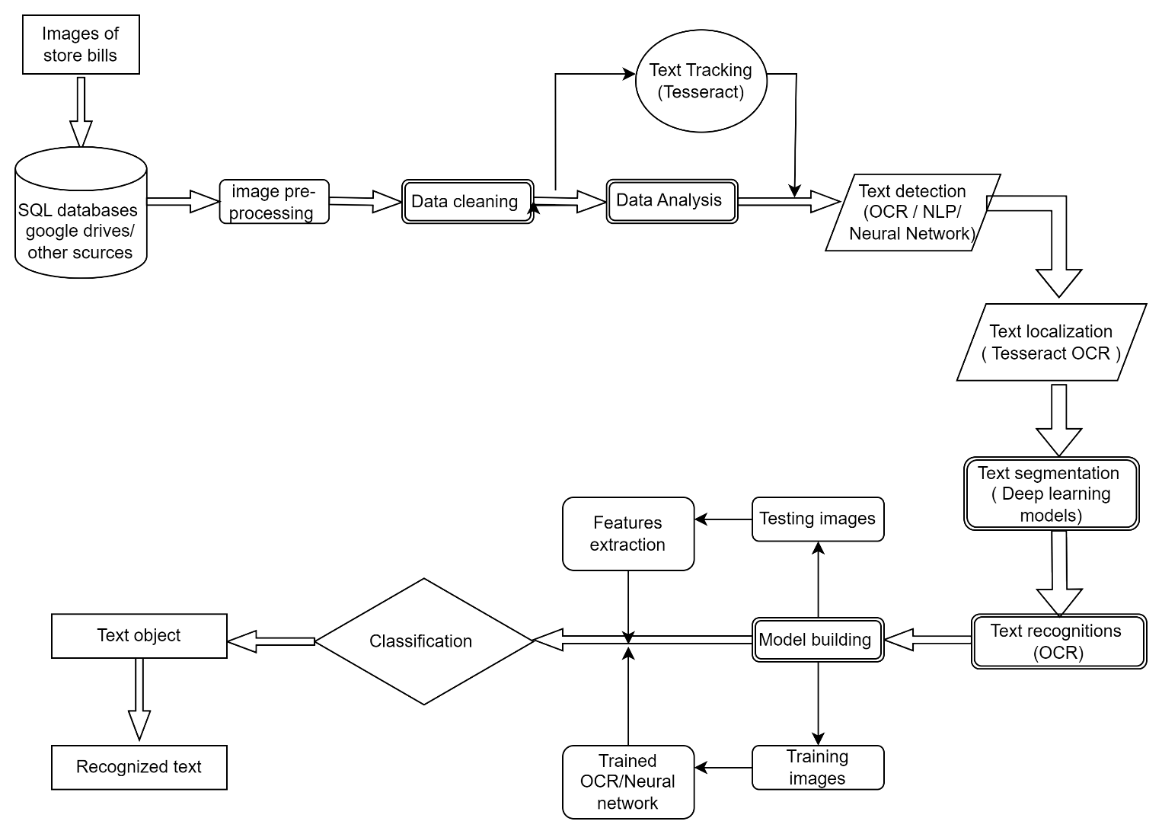 Images of
store bills
SQL databases
google drives/
other scurces
image pre-
processing
Data cleaning
Text Tracking
(Tesseract)
Data Analysis
Text detection
(OCR / NLP/
Neural Network)
Text localization
( Tesseract OCR )
Text segmentation
( Deep learning
models)
Text recognitions
(OCR)
Model building
Testing images
Features
extraction
Training
images
Trained
OCR/Neural
network
Classification
Text object
Recognized text